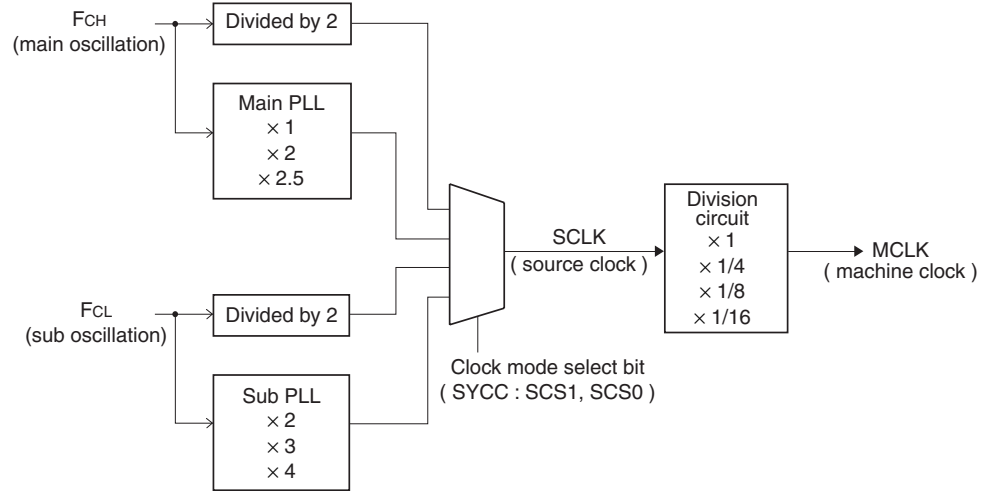 FCH
(main oscillation)
Divided by 2
Main PLL
× 1
× 2
× 2.5
FCL
(sub oscillation)
Divided by 2
Sub PLL
× 2
× 3
× 4
Clock mode select bit
( SYCC : SCS1, SCS0 )
SCLK
( source clock )
Division
circuit
× 1
× 1/4
× 1/8
× 1/16
MCLK
( machine clock )